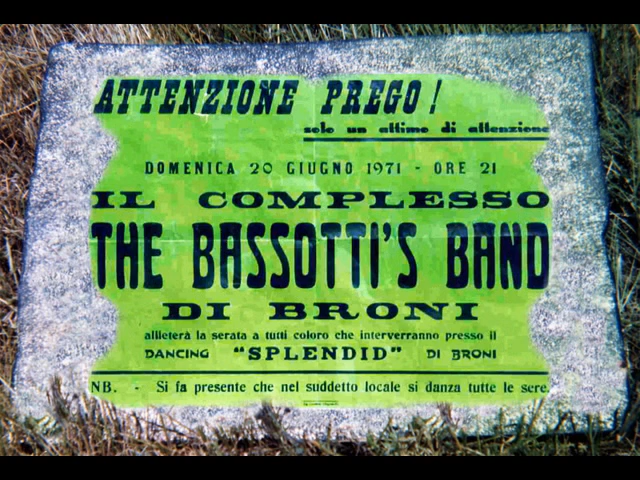 ATTENZIONE PREGO!
solo un attimo di attenzione
DOMENICA 20 GIUGNO 1971 - ORE 21
IL COMPLESSO
THE BASSOTTI'S BAND
DI BRONI
allieterà la serata a tutti coloro che interverranno presso il
DANCING "SPLENDID" DI BRONI
NB. - Si fa presente che nel suddetto locale si danza tutte le sere.